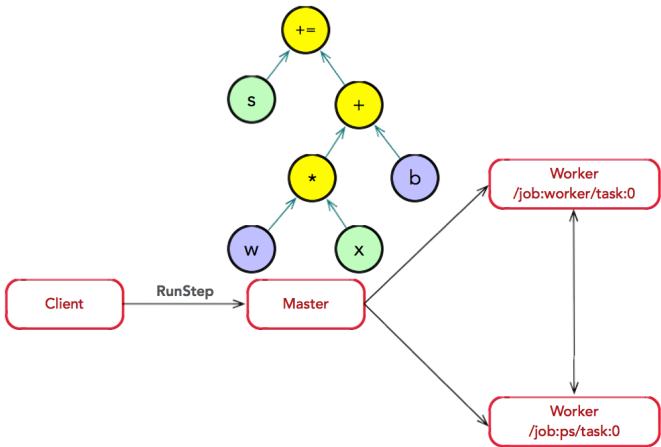 +=
s
+
*
b
w
x
Worker
/job:worker/task:0
Client
RunStep
Master
Worker
/job:ps/task:0